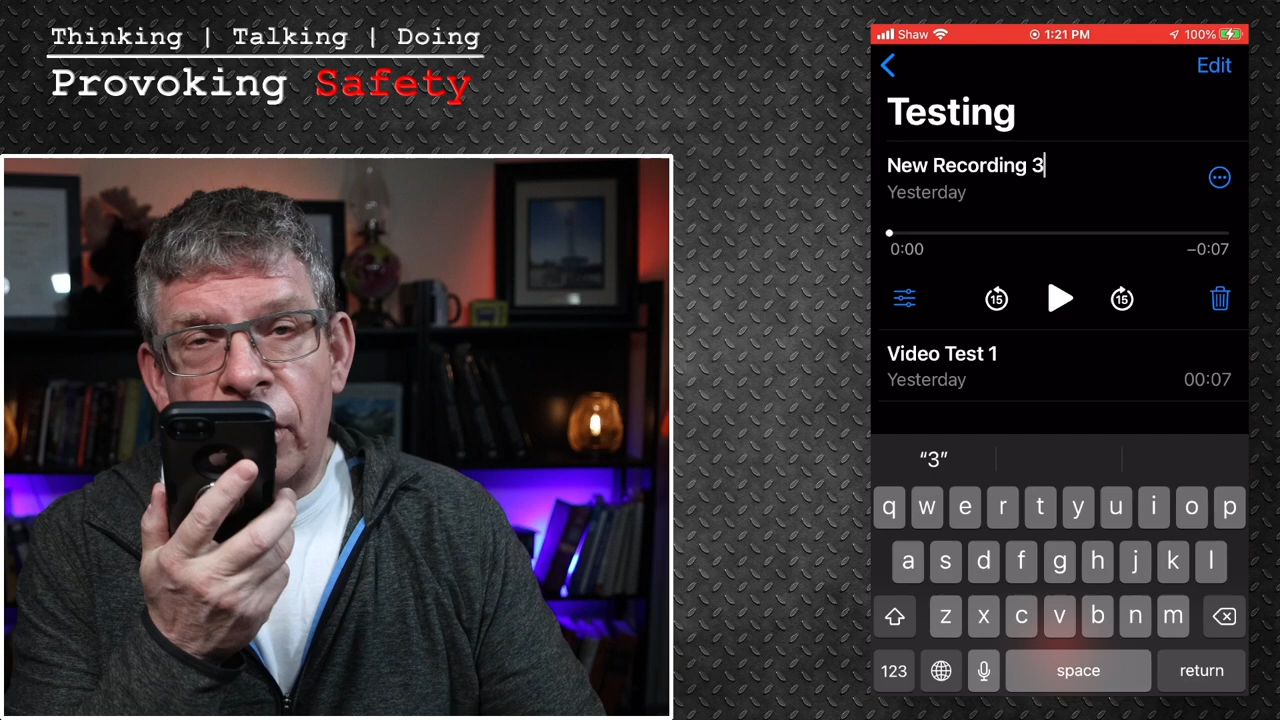 Thinking | Talking | Doing
Provoking Safety
Shaw 1:21 PM 100%
Edit
Testing
New Recording 3
Yesterday
0:00 −0:07
15 15
Video Test 1
Yesterday 00:07
“3”
q w e r t y u i o p
a s d f g h j k l
z x c v b n m
123 space return